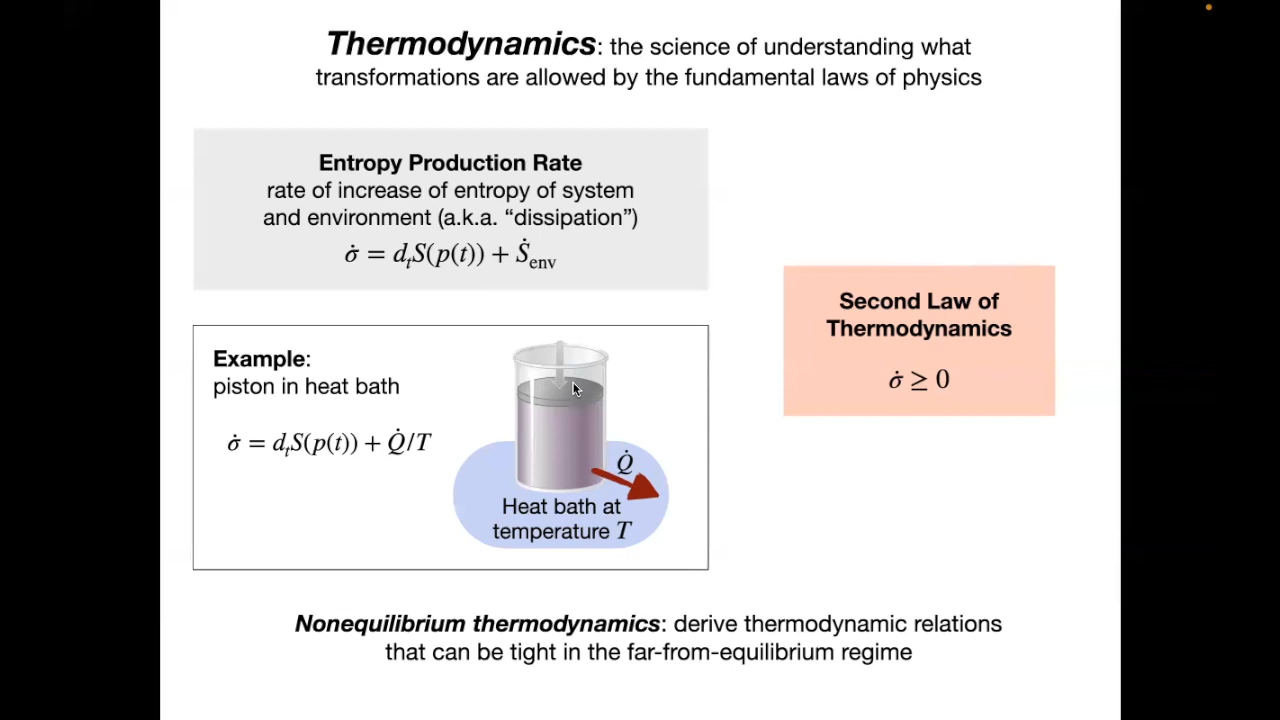 Thermodynamics: the science of understanding what
transformations are allowed by the fundamental laws of physics
Entropy Production Rate
rate of increase of entropy of system
and environment (a.k.a. “dissipation”)
σ̇ = dₜS(p(t)) + Ṡ_env
Example:
piston in heat bath
σ̇ = dₜS(p(t)) + Q̇/T
Q̇
Heat bath at
temperature T
Second Law of
Thermodynamics
σ̇ ≥ 0
Nonequilibrium thermodynamics: derive thermodynamic relations
that can be tight in the far-from-equilibrium regime